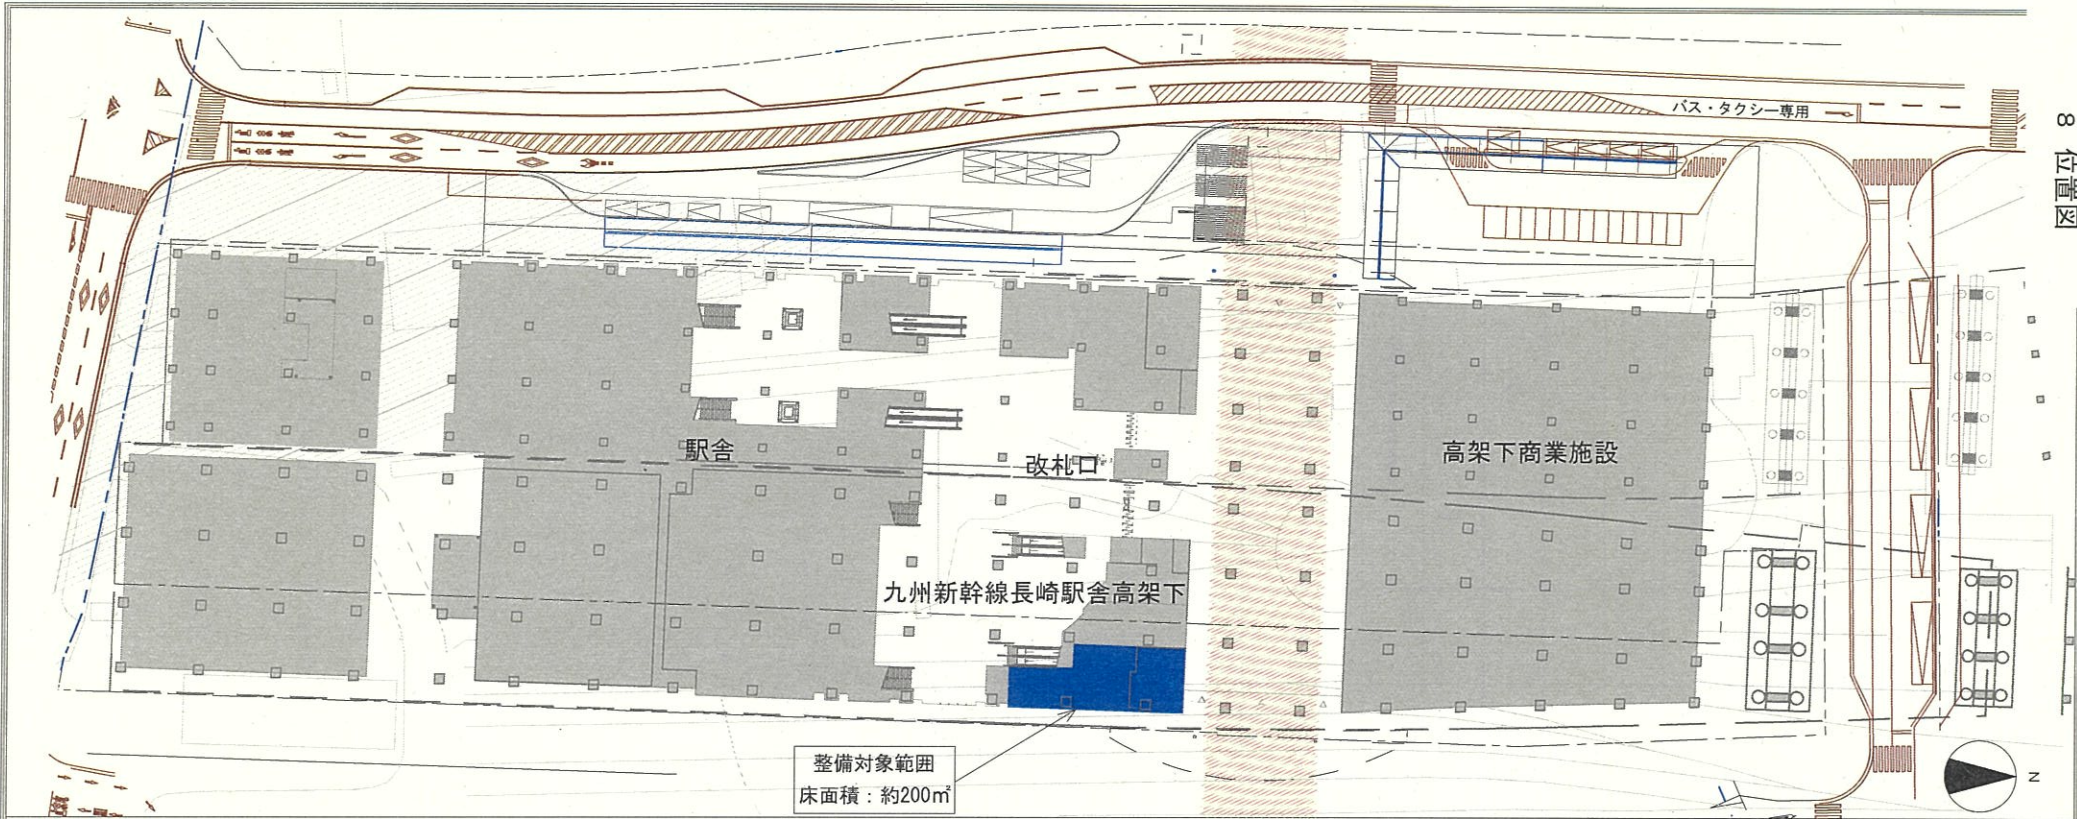 8 位置図
バス・タクシー専用
駅舎
改札口
高架下商業施設
九州新幹線長崎駅舎高架下
整備対象範囲
床面積：約200㎡
N